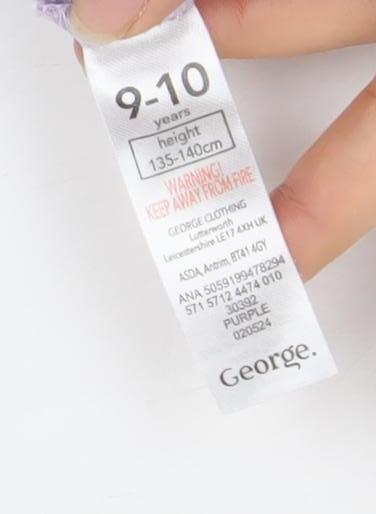 9-10
years
height
135-140cm
WARNING!
KEEP AWAY FROM FIRE
GEORGE CLOTHING
Lutterworth
Leicestershire LE17 4XH UK
ASDA, Antrim, BT41 4GY
ANA 5059199478294
571 5712 4474 010
30392
PURPLE
020524
George.